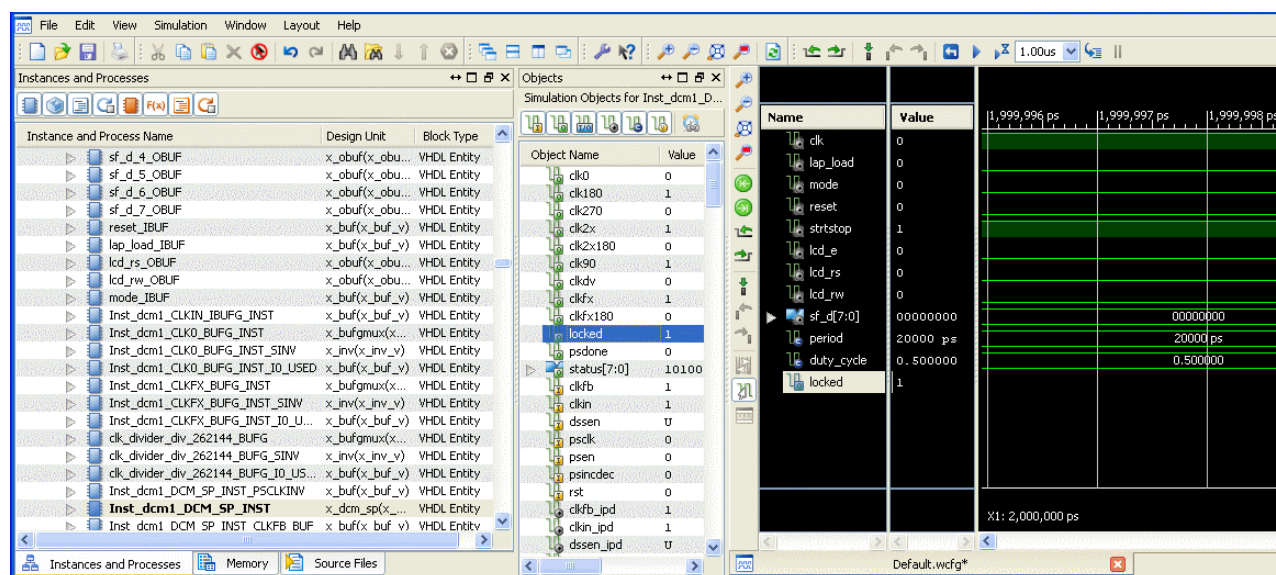 File Edit View Simulation Window Layout Help
1.00us
Instances and Processes
F(x)
Instance and Process Name Design Unit Block Type
sf_d_4_OBUF x_obuf(x_obu... VHDL Entity
sf_d_5_OBUF x_obuf(x_obu... VHDL Entity
sf_d_6_OBUF x_obuf(x_obu... VHDL Entity
sf_d_7_OBUF x_obuf(x_obu... VHDL Entity
reset_IBUF x_buf(x_buf_v) VHDL Entity
lap_load_IBUF x_buf(x_buf_v) VHDL Entity
lcd_rs_OBUF x_obuf(x_obu... VHDL Entity
lcd_rw_OBUF x_obuf(x_obu... VHDL Entity
mode_IBUF x_buf(x_buf_v) VHDL Entity
Inst_dcm1_CLKIN_IBUFG_INST x_buf(x_buf_v) VHDL Entity
Inst_dcm1_CLK0_BUFG_INST x_bufgmux(x... VHDL Entity
Inst_dcm1_CLK0_BUFG_INST_SINV x_inv(x_inv_v) VHDL Entity
Inst_dcm1_CLK0_BUFG_INST_I0_USED x_buf(x_buf_v) VHDL Entity
Inst_dcm1_CLKFX_BUFG_INST x_bufgmux(x... VHDL Entity
Inst_dcm1_CLKFX_BUFG_INST_SINV x_inv(x_inv_v) VHDL Entity
Inst_dcm1_CLKFX_BUFG_INST_I0_U... x_buf(x_buf_v) VHDL Entity
clk_divider_div_262144_BUFG x_bufgmux(x... VHDL Entity
clk_divider_div_262144_BUFG_SINV x_inv(x_inv_v) VHDL Entity
clk_divider_div_262144_BUFG_I0_US... x_buf(x_buf_v) VHDL Entity
Inst_dcm1_DCM_SP_INST_PSCLKINV x_buf(x_buf_v) VHDL Entity
Inst_dcm1_DCM_SP_INST x_dcm_sp(x_... VHDL Entity
Inst_dcm1_DCM_SP_INST_CLKFB_BUF x_buf(x_buf_v) VHDL Entity
Instances and Processes Memory Source Files
Objects
Simulation Objects for Inst_dcm1_D...
Object Name Value
clk0 0
clk180 1
clk270 0
clk2x 1
clk2x180 0
clk90 1
clkdv 0
clkfx 1
clkfx180 0
locked 1
psdone 0
status[7:0] 10100
clkfb 1
clkin 1
dssen U
psclk 0
psen 0
psincdec 0
rst 0
clkfb_ipd 1
clkin_ipd 1
dssen_ipd U
Name Value
clk 0
lap_load 0
mode 0
reset 0
strtstop 1
lcd_e 0
lcd_rs 0
lcd_rw 0
sf_d[7:0] 00000000
period 20000 ps
duty_cycle 0.500000
locked 1
1,999,996 ps 1,999,997 ps 1,999,998 ps
00000000
20000 ps
0.500000
X1: 2,000,000 ps
Default.wcfg*